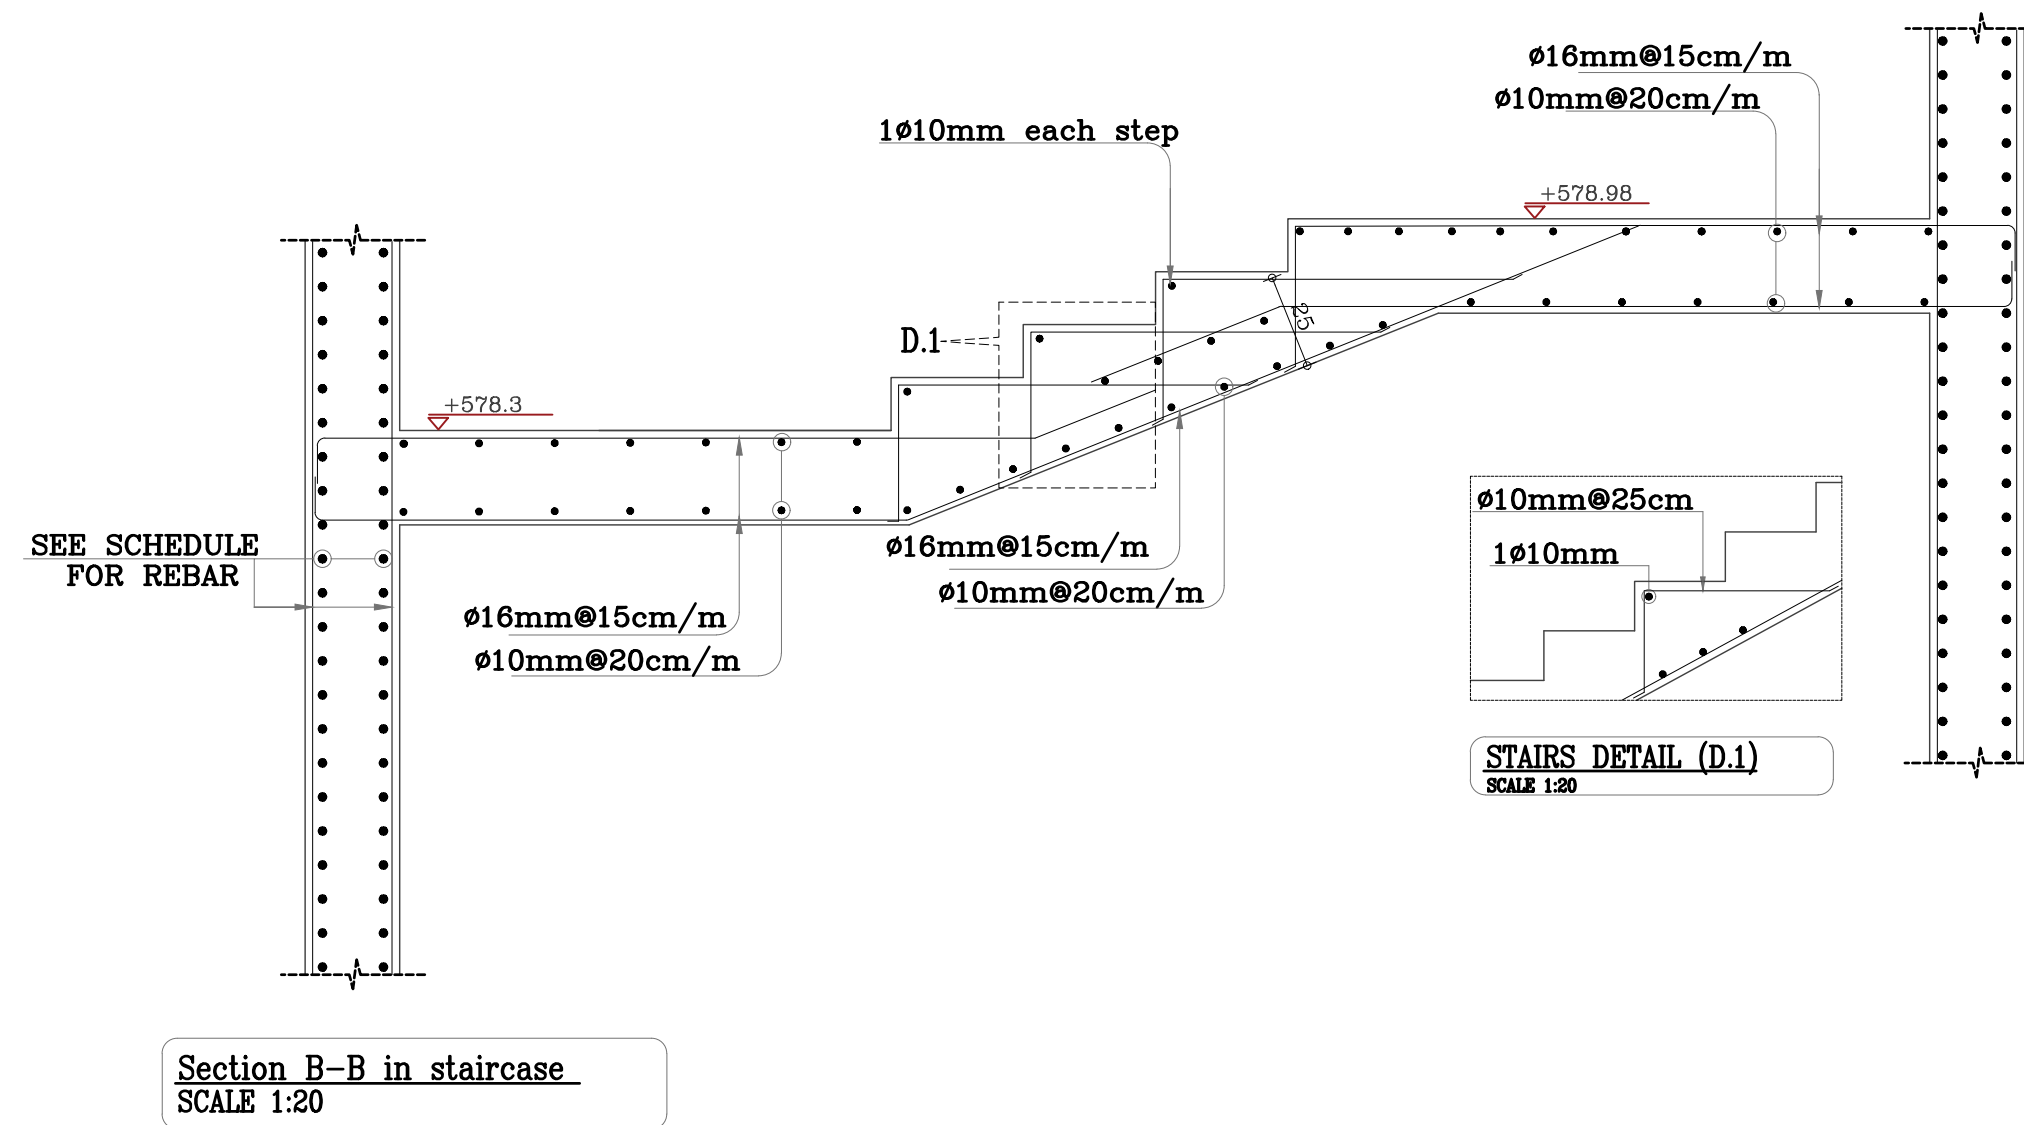 ø16mm@15cm/m
ø10mm@20cm/m
1ø10mm each step
+578.98
25
D.1
+578.3
SEE SCHEDULE
FOR REBAR
ø16mm@15cm/m
ø10mm@20cm/m
ø16mm@15cm/m
ø10mm@20cm/m
ø10mm@25cm
1ø10mm
STAIRS DETAIL (D.1)
SCALE 1:20
Section B-B in staircase
SCALE 1:20